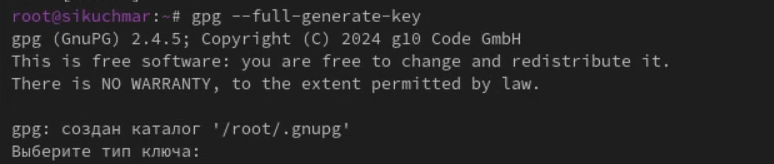 root@sikuchmar:~# gpg --full-generate-key
gpg (GnuPG) 2.4.5; Copyright (C) 2024 g10 Code GmbH
This is free software: you are free to change and redistribute it.
There is NO WARRANTY, to the extent permitted by law.
gpg: создан каталог '/root/.gnupg'
Выберите тип ключа: